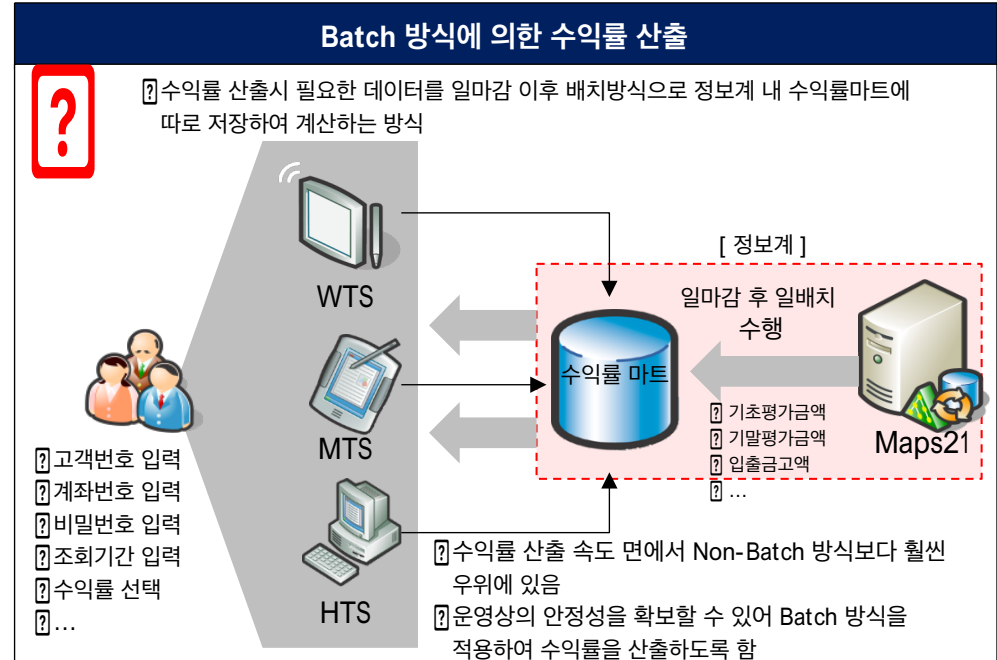 Batch 방식에 의한 수익률 산출
?
?수익률 산출시 필요한 데이터를 일마감 이후 배치방식으로 정보계 내 수익률마트에
따로 저장하여 계산하는 방식
WTS
[ 정보계 ]
일마감 후 일배치
수행
수익률 마트
? 기초평가금액
? 기말평가금액
? 입출금고액
? …
Maps21
MTS
?고객번호 입력
?계좌번호 입력
?비밀번호 입력
?조회기간 입력
?수익률 선택
?…
HTS
?수익률 산출 속도 면에서 Non-Batch 방식보다 훨씬
우위에 있음
?운영상의 안정성을 확보할 수 있어 Batch 방식을
적용하여 수익률을 산출하도록 함